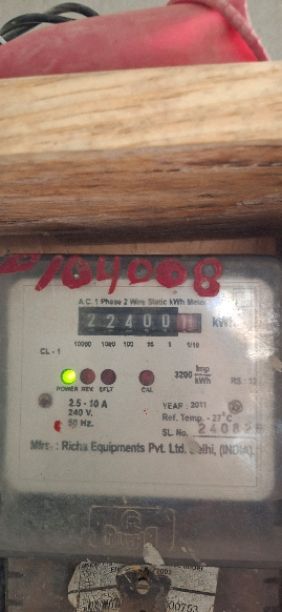 104008
A.C. 1 Phase 2 Wire Static kWh Meter
22400 kWh
10000 1000 100 10 1 1/10
CL - 1
3200 Imp/kWh
POWER REV. EFLT CAL
2.5 - 10 A
YEAR : 2011
240 V.
Ref. Temp. - 27°C
50 Hz.
SL. No.
Mfrs. : Richa Equipments Pvt. Ltd. Delhi, (INDIA).
00753